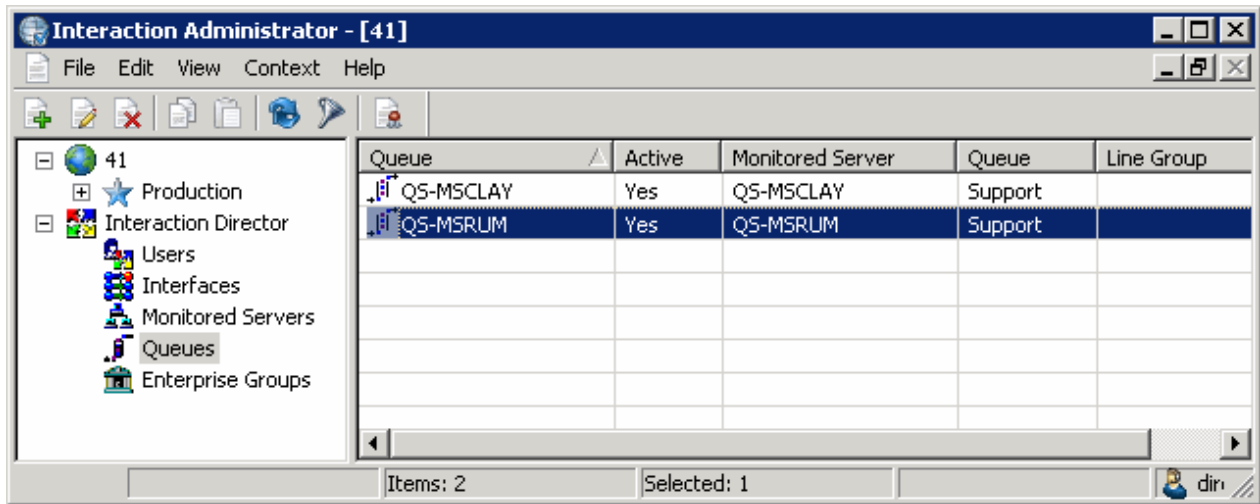 Interaction Administrator - [41]
File Edit View Context Help
41
Production
Interaction Director
Users
Interfaces
Monitored Servers
Queues
Enterprise Groups
Queue Active Monitored Server Queue Line Group
QS-MSCLAY Yes QS-MSCLAY Support
QS-MSRUM Yes QS-MSRUM Support
Items: 2 Selected: 1